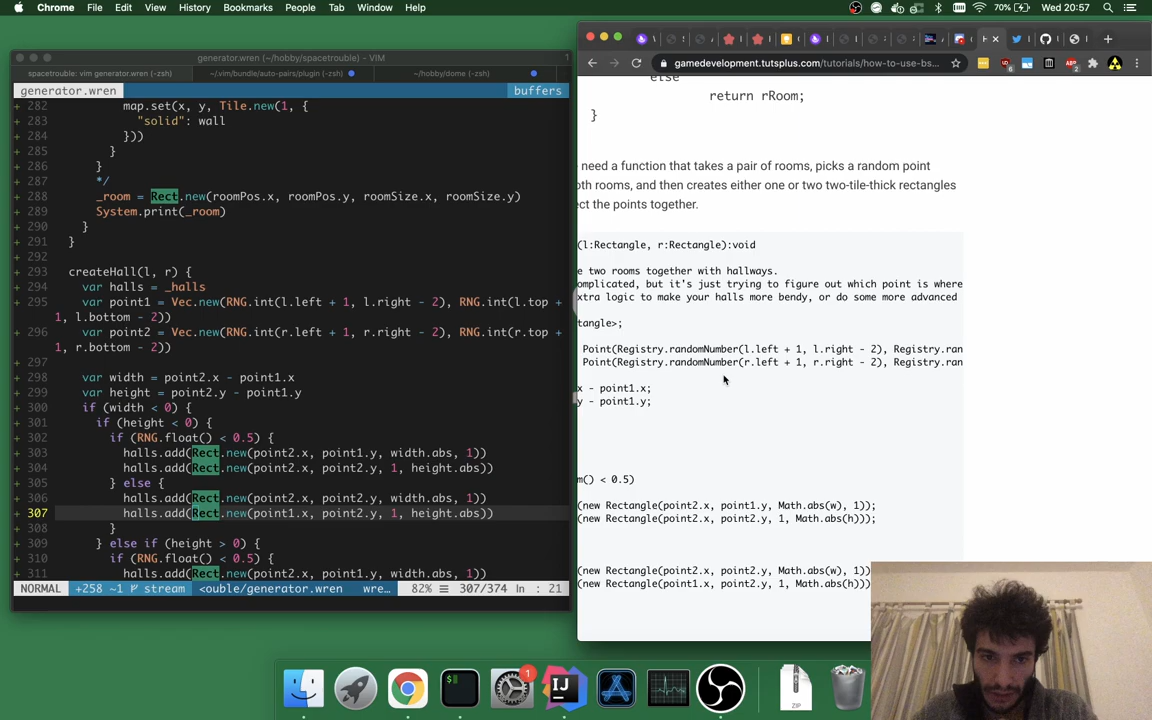 Chrome File Edit View History Bookmarks People Tab Window Help
70% Wed 20:57
generator.wren (~/hobby/spacetrouble) - VIM
spacetrouble: vim generator.wren (-zsh) ~/.vim/bundle/auto-pairs/plugin (-zsh) ~/hobby/dome (-zsh)
generator.wren buffers
+ 282 map.set(x, y, Tile.new(1, {
+ 283 "solid": wall
+ 284 }))
+ 285 }
+ 286 }
+ 287 */
+ 288 _room = Rect.new(roomPos.x, roomPos.y, roomSize.x, roomSize.y)
+ 289 System.print(_room)
+ 290 }
+ 291 }
+ 292
+ 293 createHall(l, r) {
+ 294 var halls = _halls
+ 295 var point1 = Vec.new(RNG.int(l.left + 1, l.right - 2), RNG.int(l.top +
1, l.bottom - 2))
+ 296 var point2 = Vec.new(RNG.int(r.left + 1, r.right - 2), RNG.int(r.top +
1, r.bottom - 2))
+ 297
+ 298 var width = point2.x - point1.x
+ 299 var height = point2.y - point1.y
+ 300 if (width < 0) {
+ 301 if (height < 0) {
+ 302 if (RNG.float() < 0.5) {
+ 303 halls.add(Rect.new(point2.x, point1.y, width.abs, 1))
+ 304 halls.add(Rect.new(point2.x, point2.y, 1, height.abs))
+ 305 } else {
+ 306 halls.add(Rect.new(point2.x, point2.y, width.abs, 1))
+ 307 halls.add(Rect.new(point1.x, point2.y, 1, height.abs))
+ 308 }
+ 309 } else if (height > 0) {
+ 310 if (RNG.float() < 0.5) {
+ 311 halls.add(Rect.new(point2.x, point1.y, width.abs, 1))
NORMAL +258 ~1 stream <ouble/generator.wren wre… 82% 307/374 ln : 21
gamedevelopment.tutsplus.com/tutorials/how-to-use-bs...
else
return rRoom;
}
need a function that takes a pair of rooms, picks a random point
oth rooms, and then creates either one or two two-tile-thick rectangles
ect the points together.
(l:Rectangle, r:Rectangle):void
e two rooms together with hallways.
omplicated, but it's just trying to figure out which point is where
xtra logic to make your halls more bendy, or do some more advanced
tangle>;
Point(Registry.randomNumber(l.left + 1, l.right - 2), Registry.ran
Point(Registry.randomNumber(r.left + 1, r.right - 2), Registry.ran
x - point1.x;
y - point1.y;
m() < 0.5)
(new Rectangle(point2.x, point1.y, Math.abs(w), 1));
(new Rectangle(point2.x, point2.y, 1, Math.abs(h)));
(new Rectangle(point2.x, point2.y, Math.abs(w), 1))
(new Rectangle(point1.x, point2.y, 1, Math.abs(h)))
1
ZIP